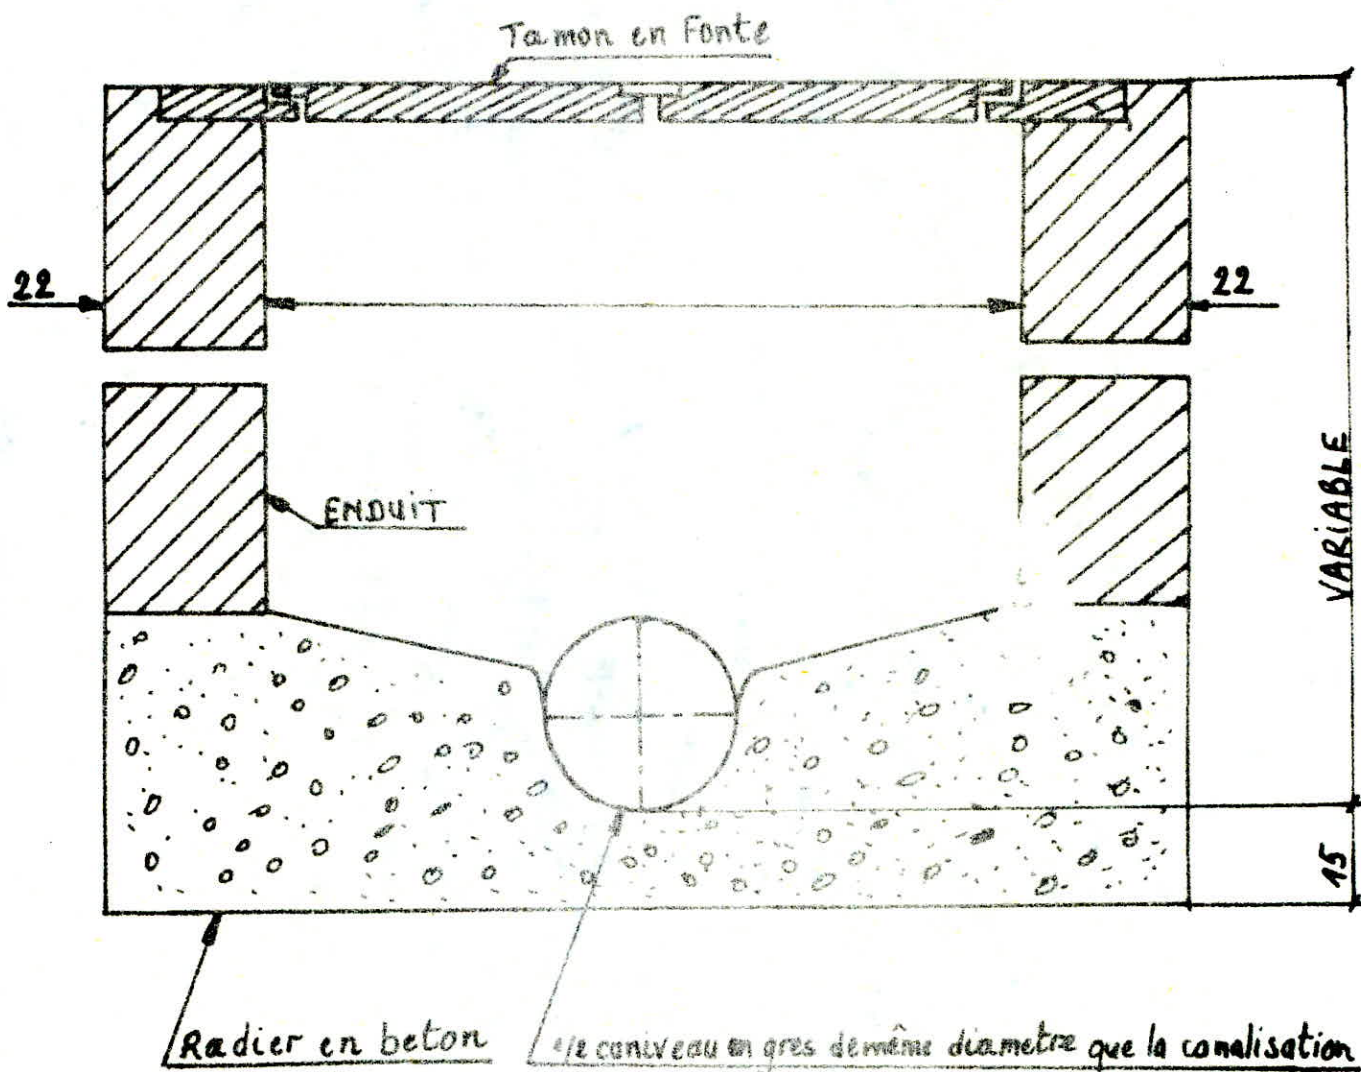 Tamon en Fonte
22
22
ENDUIT
VARIABLE
15
Radier en beton
1/2 caniveau en gres de même diametre que la canalisation